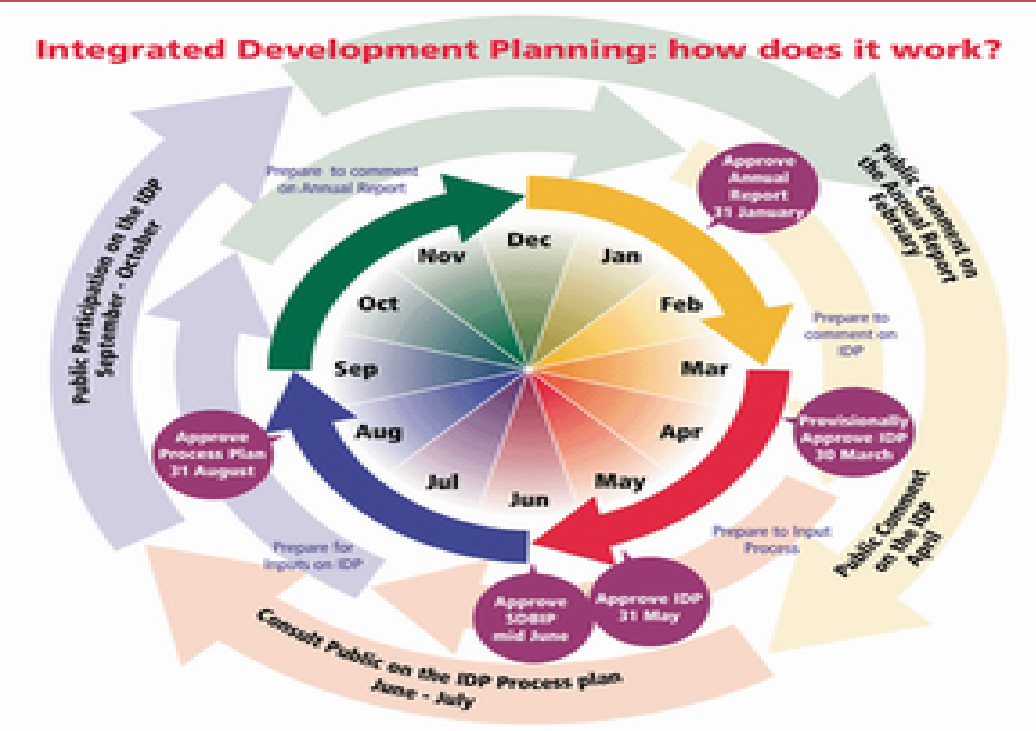 Integrated Development Planning: how does it work?
Prepare to comment
on Annual Report
Approve
Annual
Report
31 January
Public Comment on
the Annual Report
February
Public Participation on the IDP
September - October
Dec
Jan
Feb
Mar
Apr
May
Jun
Jul
Aug
Sep
Oct
Nov
Prepare to
comment on
IDP
Provisionally
Approve IDP
30 March
Approve
Process Plan
31 August
Public Comment
on the IDP
April
Prepare to Input
Process
Prepare for
Inputs on IDP
Approve
SDBIP
mid June
Approve IDP
31 May
Consult Public on the IDP Process plan
June - July